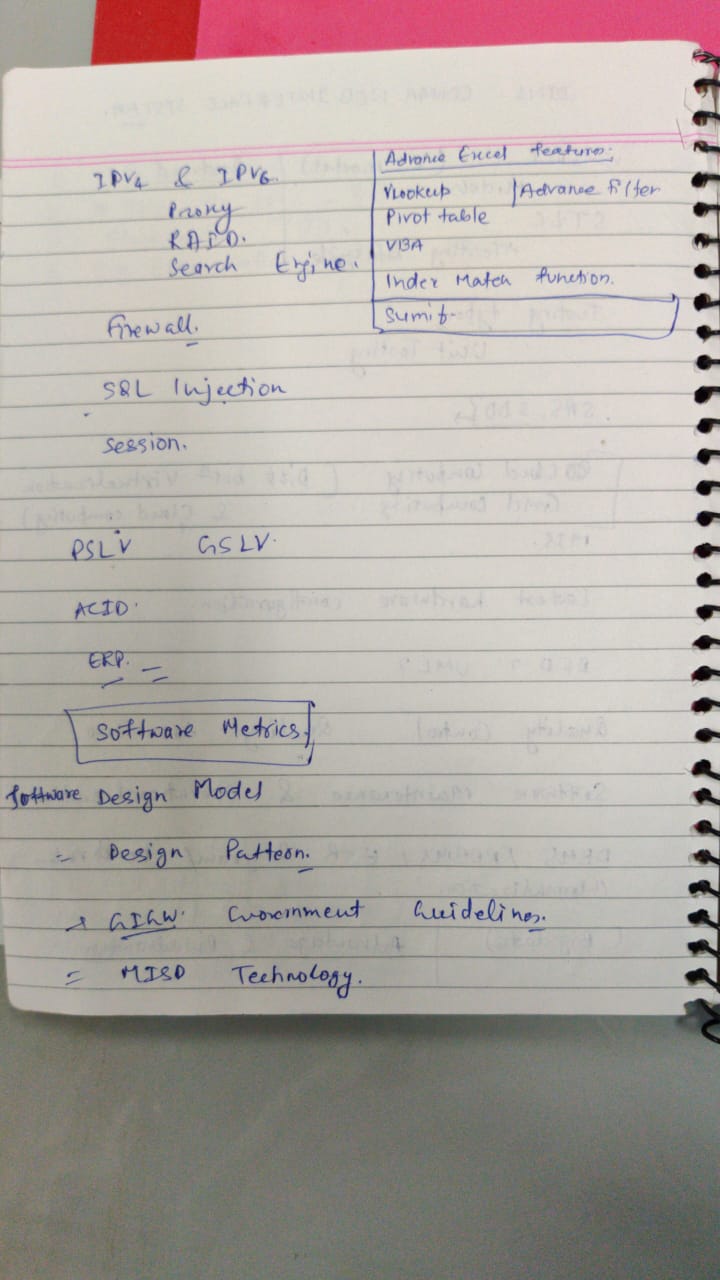 IPV4 & IPV6.
Proxy
RAID.
Search Engine.
Advance Excel features:
Vlookup | Advance filter
Pivot table
VBA
Index Match function.
Sumif
Firewall.
SQL Injection
Session.
PSLV GSLV.
ACID.
ERP.
Software Metrics
Software Design Model
Design Pattern.
GIGW. Government Guidelines.
MISD Technology.